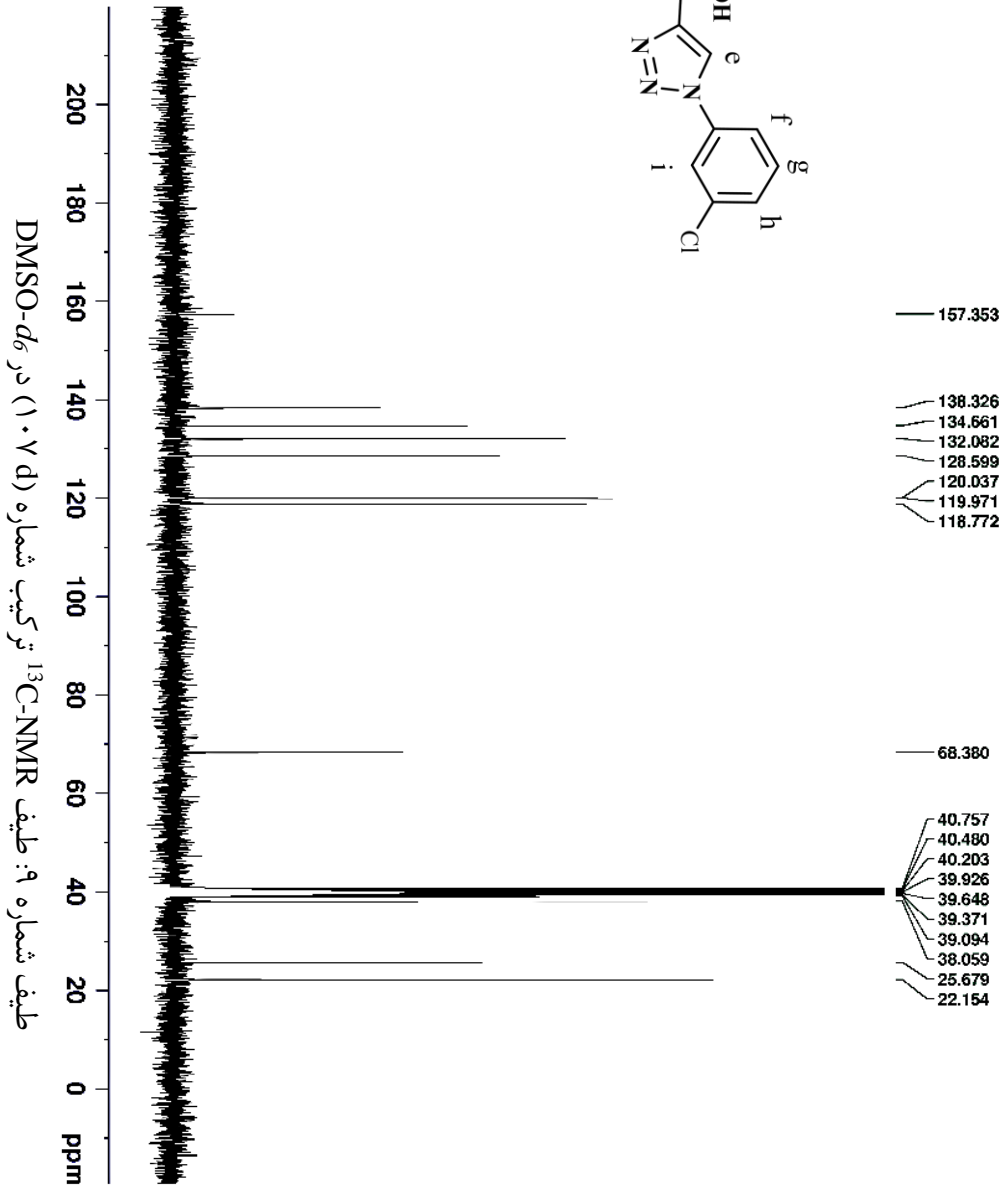 OH
e
N
N
N
f
g
h
i
Cl
157.353
138.326
134.661
132.082
128.599
120.037
119.971
118.772
68.380
40.757
40.480
40.203
39.926
39.648
39.371
39.094
38.059
25.679
22.154
200 180 160 140 120 100 80 60 40 20 0 ppm
طیف شماره ۹: طیف ¹³C-NMR ترکیب شماره (۱۰۷ d) در DMSO-d₆